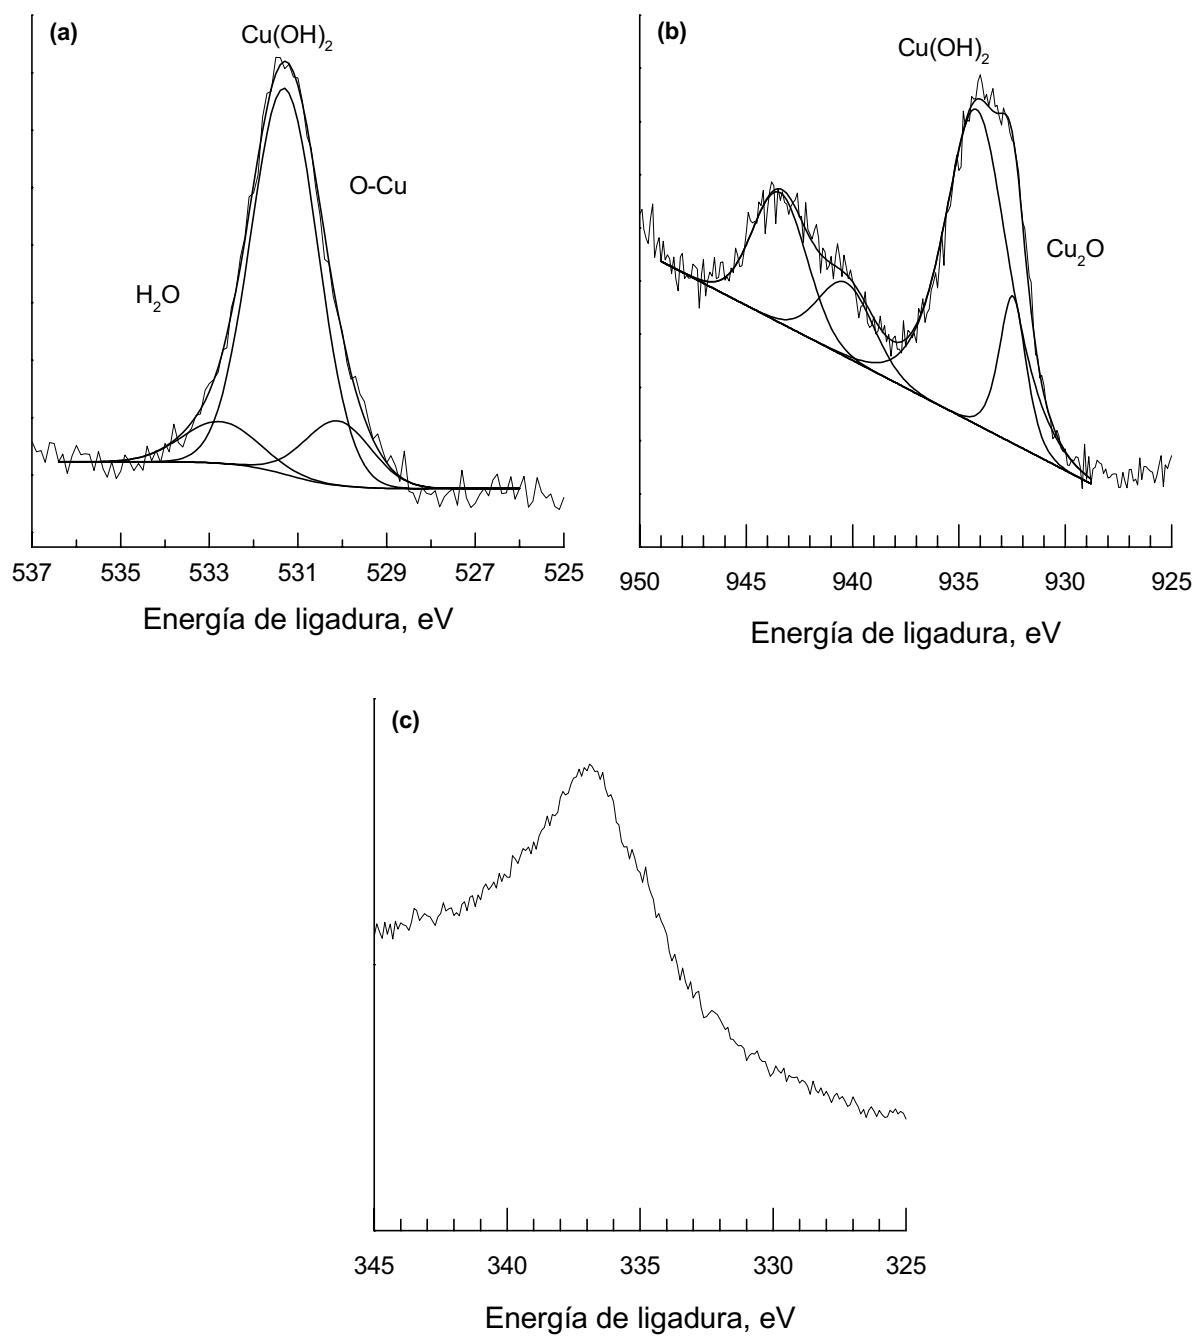 (a)
Cu(OH)2
O-Cu
H2O
537 535 533 531 529 527 525
Energía de ligadura, eV
(b)
Cu(OH)2
Cu2O
950 945 940 935 930 925
Energía de ligadura, eV
(c)
345 340 335 330 325
Energía de ligadura, eV